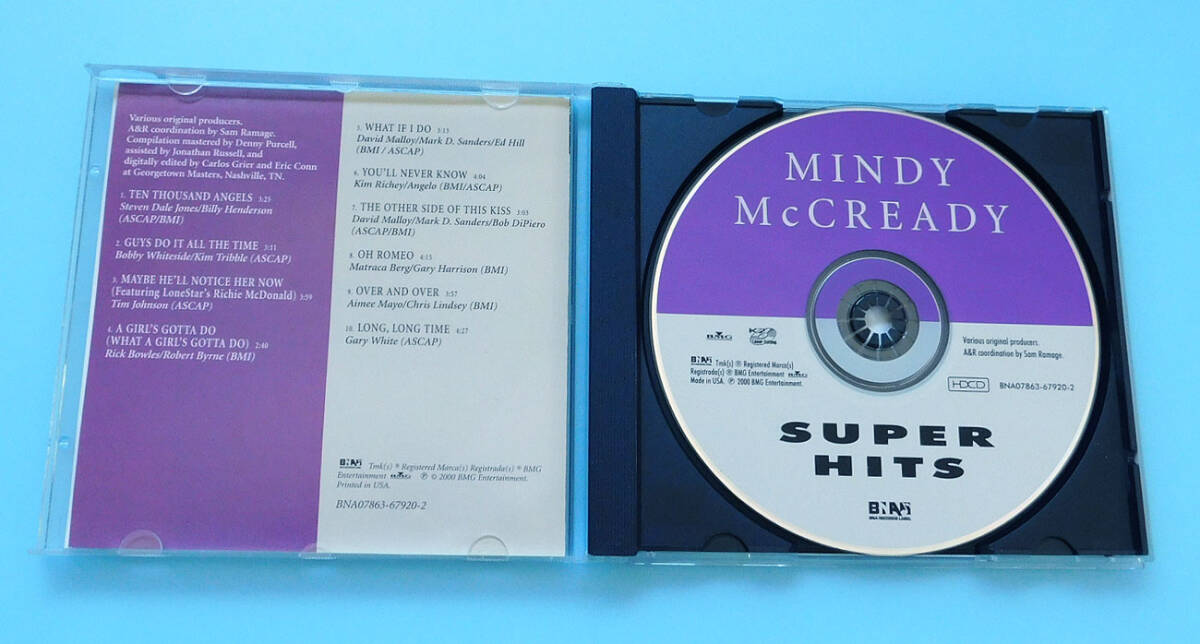 Various original producers.
A&R coordination by Sam Ramage.
Compilation mastered by Denny Purcell,
assisted by Jonathan Russell, and
digitally edited by Carlos Grier and Eric Conn
at Georgetown Masters, Nashville, TN.
1. TEN THOUSAND ANGELS 3:25
Steven Dale Jones/Billy Henderson
(ASCAP/BMI)
2. GUYS DO IT ALL THE TIME 3:11
Bobby Whiteside/Kim Tribble (ASCAP)
3. MAYBE HE'LL NOTICE HER NOW
(Featuring LoneStar's Richie McDonald) 3:59
Tim Johnson (ASCAP)
4. A GIRL'S GOTTA DO
(WHAT A GIRL'S GOTTA DO) 2:40
Rick Bowles/Robert Byrne (BMI)
5. WHAT IF I DO 3:13
David Malloy/Mark D. Sanders/Ed Hill
(BMI / ASCAP)
6. YOU'LL NEVER KNOW 4:04
Kim Richey/Angelo (BMI/ASCAP)
7. THE OTHER SIDE OF THIS KISS 3:03
David Malloy/Mark D. Sanders/Bob DiPiero
(ASCAP/BMI)
8. OH ROMEO 4:15
Matraca Berg/Gary Harrison (BMI)
9. OVER AND OVER 3:57
Aimee Mayo/Chris Lindsey (BMI)
10. LONG, LONG TIME 4:27
Gary White (ASCAP)
BNA Tmk(s) ® Registered Marca(s) Registrada(s) ® BMG
Entertainment BMG ℗ © 2000 BMG Entertainment.
Printed in USA.
BNA07863-67920-2
MINDY
McCREADY
BMG K2 Laser Cutting
BNA Tmk(s) ® Registered Marca(s)
Registrada(s) ® BMG Entertainment BMG
Made in USA. ℗ 2000 BMG Entertainment.
Various original producers.
A&R coordination by Sam Ramage.
HDCD BNA07863-67920-2
SUPER
HITS
BNA
BNA RECORDS LABEL